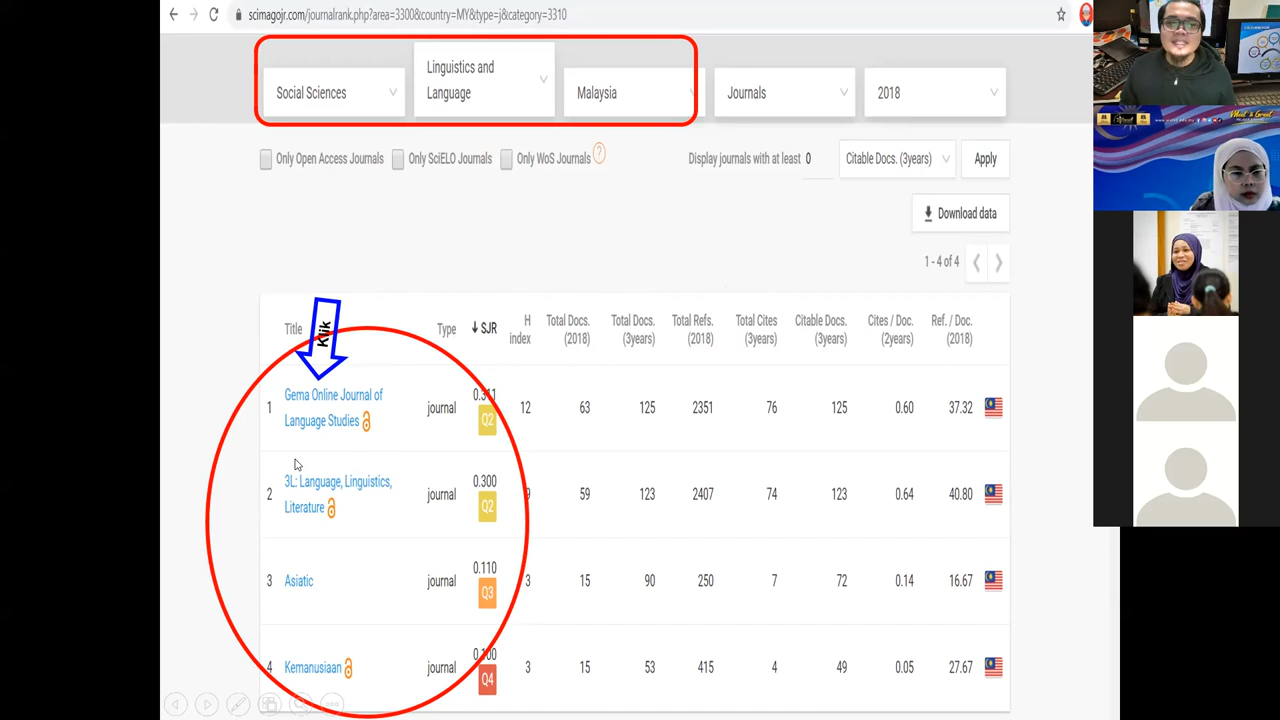 scimagojr.com/journalrank.php?area=3300&country=MY&type=j&category=3310
Social Sciences
Linguistics and
Language
Malaysia
Journals
2018
Only Open Access Journals
Only SciELO Journals
Only WoS Journals
?
Display journals with at least 0
Citable Docs. (3years)
Apply
Download data
1 - 4 of 4
Klik
Title Type SJR H index Total Docs. (2018) Total Docs. (3years) Total Refs. (2018) Total Cites (3years) Citable Docs. (3years) Cites / Doc. (2years) Ref. / Doc. (2018)
1 Gema Online Journal of
Language Studies journal 0.311 Q2 12 63 125 2351 76 125 0.60 37.32
2 3L: Language, Linguistics,
Literature journal 0.300 Q2 9 59 123 2407 74 123 0.64 40.80
3 Asiatic journal 0.110 Q3 3 15 90 250 7 72 0.14 16.67
4 Kemanusiaan journal 0.100 Q4 3 15 53 415 4 49 0.05 27.67